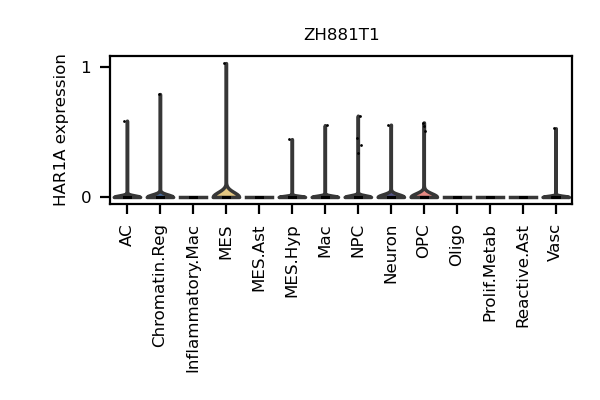 ZH881T1
HAR1A expression
1
0
AC
Chromatin.Reg
Inflammatory.Mac
MES
MES.Ast
MES.Hyp
Mac
NPC
Neuron
OPC
Oligo
Prolif.Metab
Reactive.Ast
Vasc